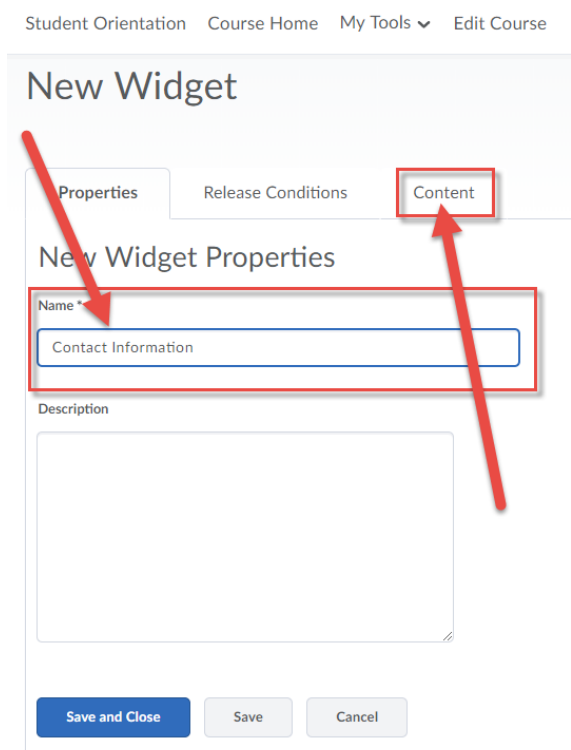 Student Orientation Course Home My Tools Edit Course
New Widget
Properties Release Conditions Content
New Widget Properties
Name *
Contact Information
Description
Save and Close Save Cancel